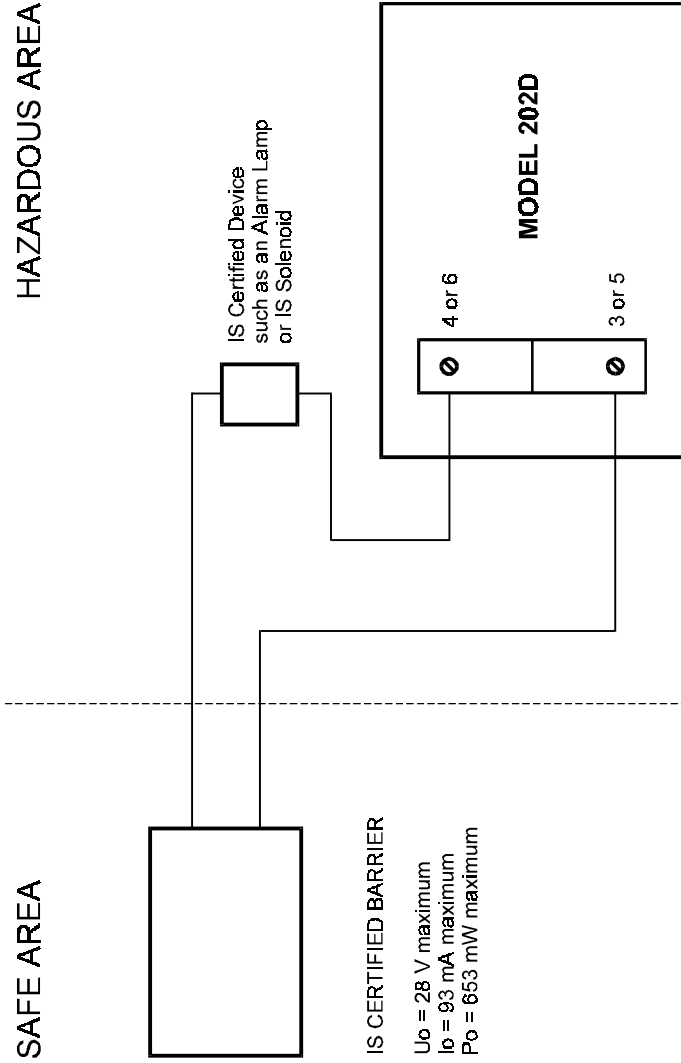 SAFE AREA
HAZARDOUS AREA
IS Certified Device
such as an Alarm Lamp
or IS Solenoid
IS CERTIFIED BARRIER
Uo = 28 V maximum
Io = 93 mA maximum
Po = 653 mW maximum
4 or 6
MODEL 202D
3 or 5